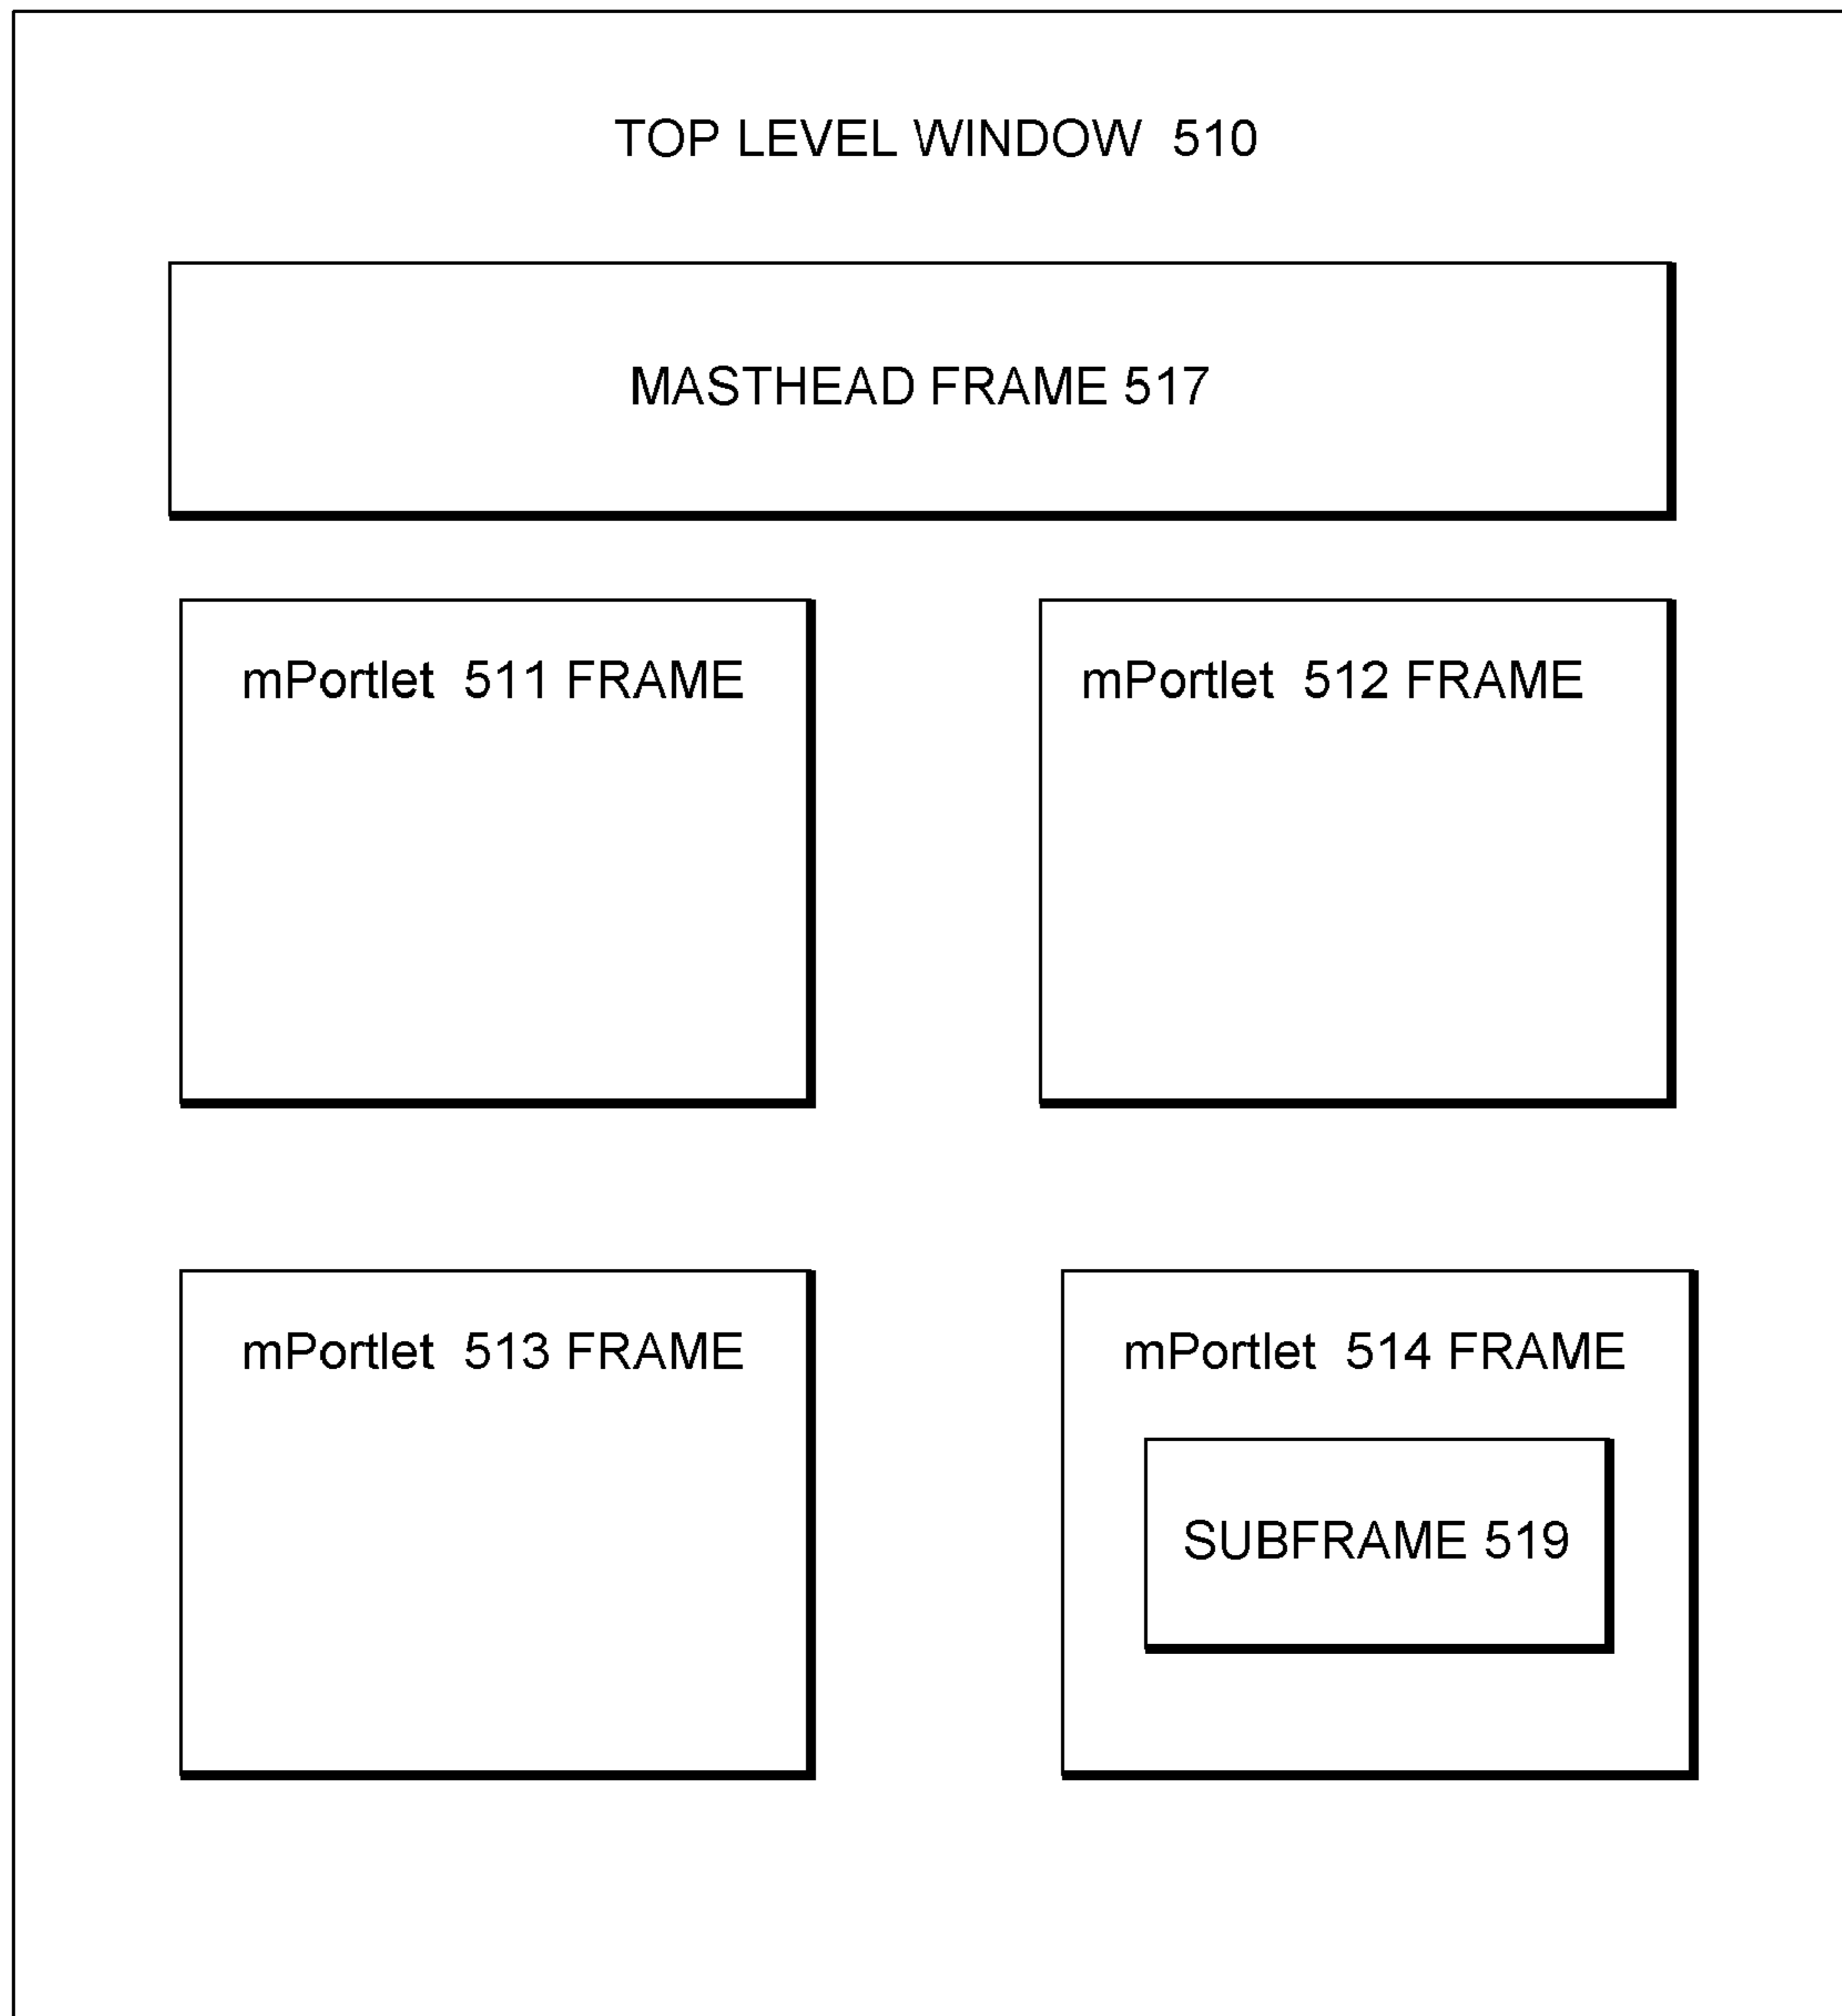 TOP LEVEL WINDOW 510
MASTHEAD FRAME 517
mPortlet 511 FRAME
mPortlet 512 FRAME
mPortlet 513 FRAME
mPortlet 514 FRAME
SUBFRAME 519